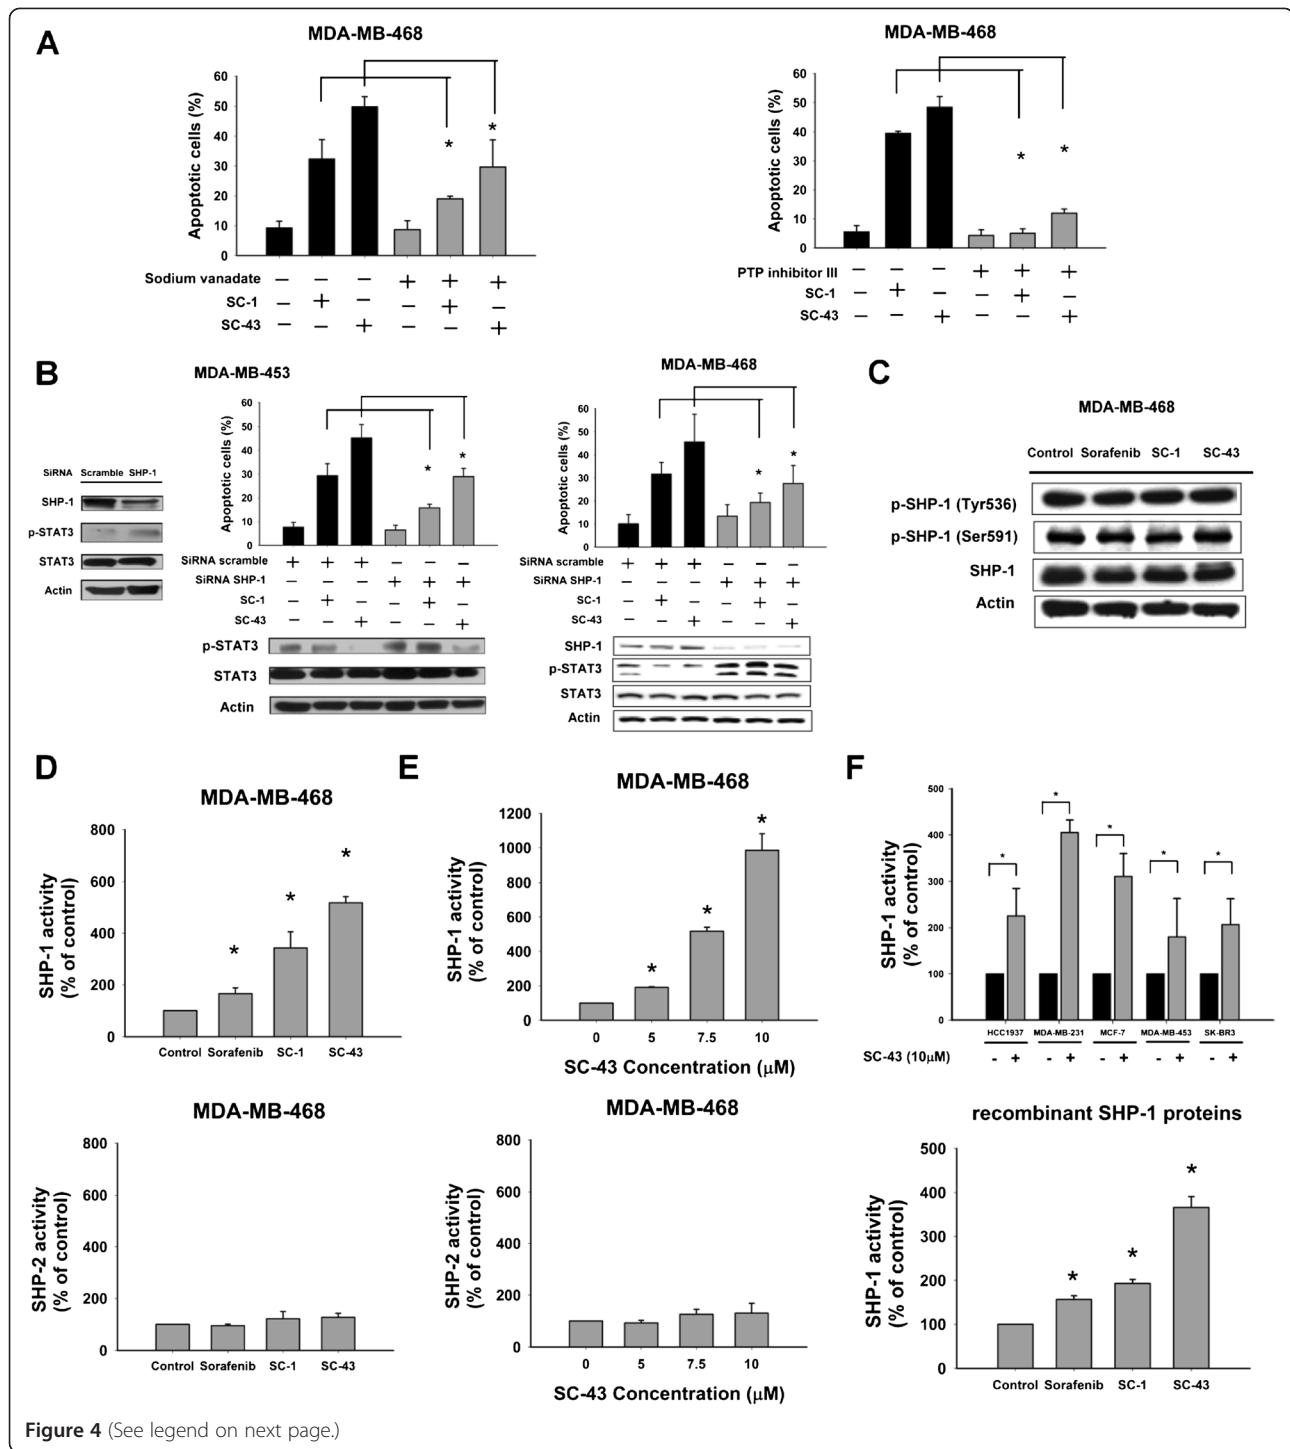 A
MDA-MB-468
Apoptotic cells (%)
60
50
40
30
20
10
0
* *
Sodium vanadate − − − + + +
SC-1 − + − − + −
SC-43 − − + − − +
MDA-MB-468
Apoptotic cells (%)
60
50
40
30
20
10
0
* *
PTP inhibitor III − − − + + +
SC-1 − + − − + −
SC-43 − − + − − +
B
SiRNA Scramble SHP-1
SHP-1
p-STAT3
STAT3
Actin
MDA-MB-453
Apoptotic cells (%)
60
50
40
30
20
10
0
* *
SiRNA scramble + + + − − −
SiRNA SHP-1 − − − + + +
SC-1 − + − − + −
SC-43 − − + − − +
p-STAT3
STAT3
Actin
MDA-MB-468
Apoptotic cells (%)
60
50
40
30
20
10
0
* *
SiRNA scramble + + + − − −
SiRNA SHP-1 − − − + + +
SC-1 − + − − + −
SC-43 − − + − − +
SHP-1
p-STAT3
STAT3
Actin
C
MDA-MB-468
Control Sorafenib SC-1 SC-43
p-SHP-1 (Tyr536)
p-SHP-1 (Ser591)
SHP-1
Actin
D
MDA-MB-468
SHP-1 activity
(% of control)
800
600
400
200
0
* * *
Control Sorafenib SC-1 SC-43
MDA-MB-468
SHP-2 activity
(% of control)
800
600
400
200
0
Control Sorafenib SC-1 SC-43
E
MDA-MB-468
SHP-1 activity
(% of control)
1200
1000
800
600
400
200
0
* * *
0 5 7.5 10
SC-43 Concentration (µM)
MDA-MB-468
SHP-2 activity
(% of control)
800
600
400
200
0
0 5 7.5 10
SC-43 Concentration (µM)
F
SHP-1 activity
(% of control)
500
400
300
200
100
0
* * * * *
HCC1937 MDA-MB-231 MCF-7 MDA-MB-453 SK-BR3
SC-43 (10µM) - + - + - + - + - +
recombinant SHP-1 proteins
SHP-1 activity
(% of control)
500
400
300
200
100
0
* * *
Control Sorafenib SC-1 SC-43
Figure 4 (See legend on next page.)